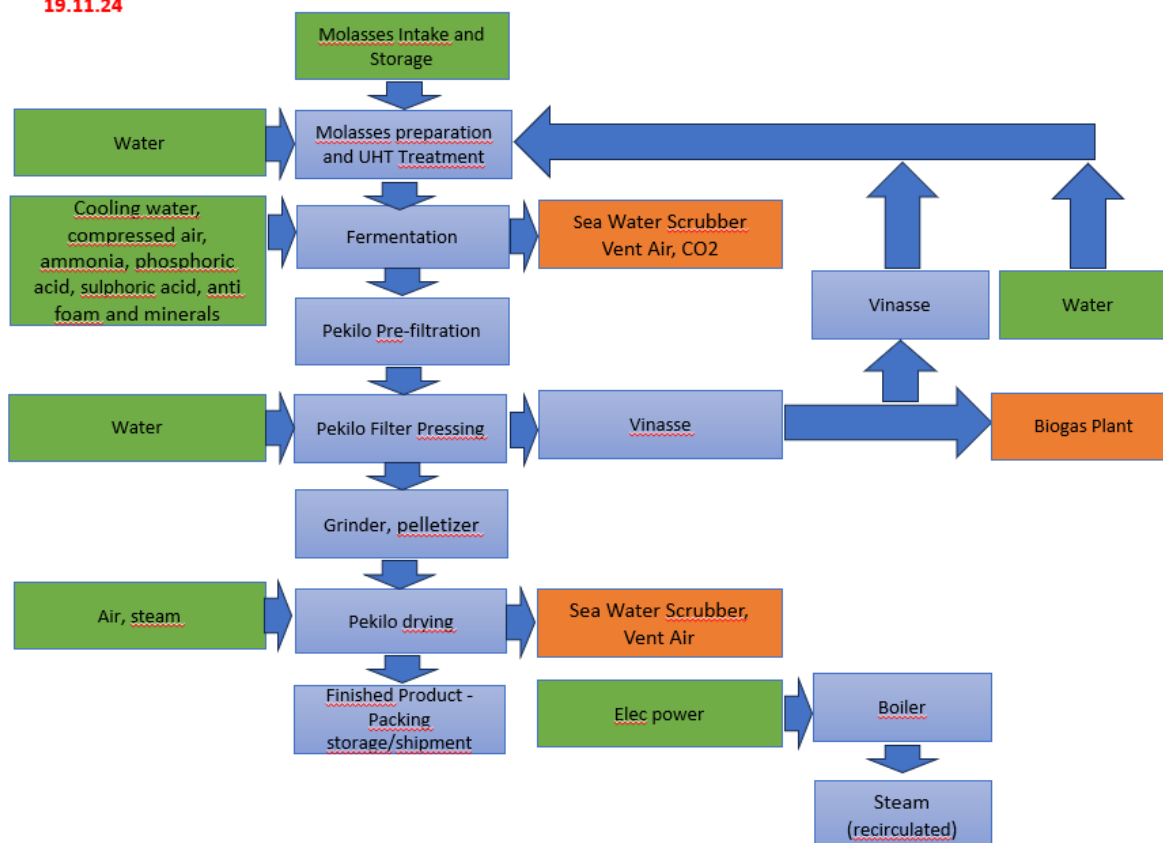 19.11.24
Molasses Intake and
Storage
Water
Molasses preparation
and UHT Treatment
Cooling water,
compressed air,
ammonia, phosphoric
acid, sulphoric acid, anti
foam and minerals
Fermentation
Sea Water Scrubber
Vent Air, CO2
Pekilo Pre-filtration
Vinasse
Water
Water
Pekilo Filter Pressing
Vinasse
Biogas Plant
Grinder, pelletizer
Air, steam
Pekilo drying
Sea Water Scrubber,
Vent Air
Finished Product -
Packing
storage/shipment
Elec power
Boiler
Steam
(recirculated)